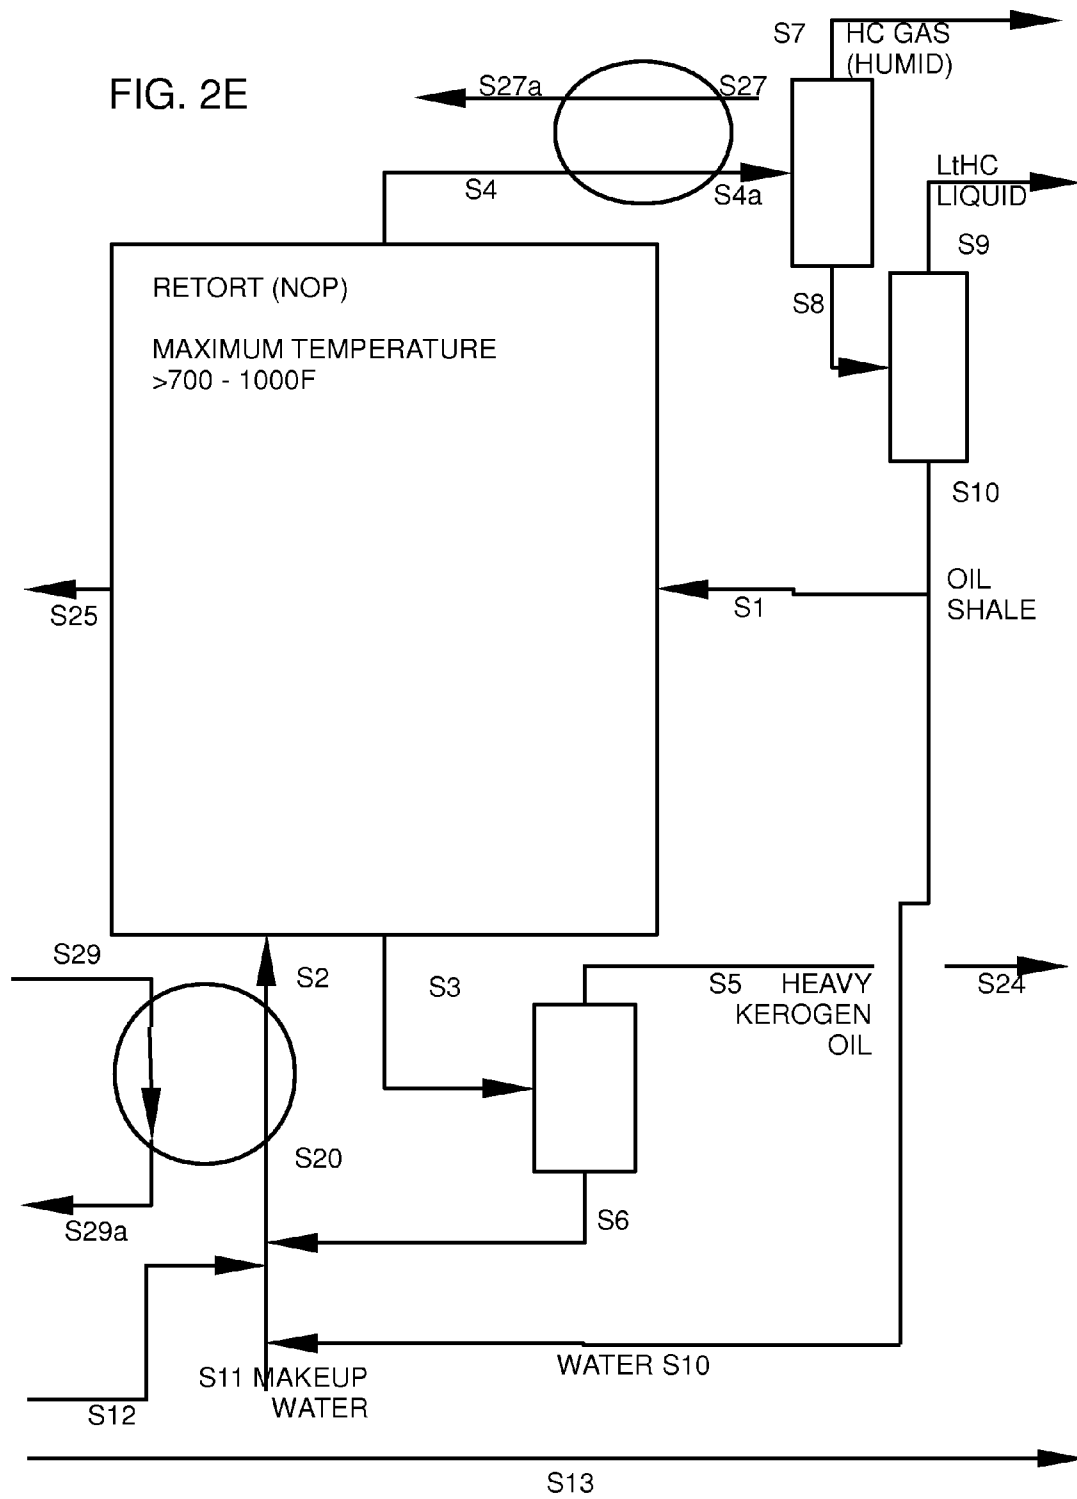 S7
HC GAS
(HUMID)
FIG. 2E
S27a
S27
LtHC
LIQUID
S4
S4a
S9
RETORT (NOP)
S8
MAXIMUM TEMPERATURE
>700 - 1000F
S10
OIL
SHALE
S25
S1
S29
S2
S3
S5
HEAVY
KEROGEN
OIL
S24
S20
S29a
S6
WATER S10
S11 MAKEUP
WATER
S12
S13